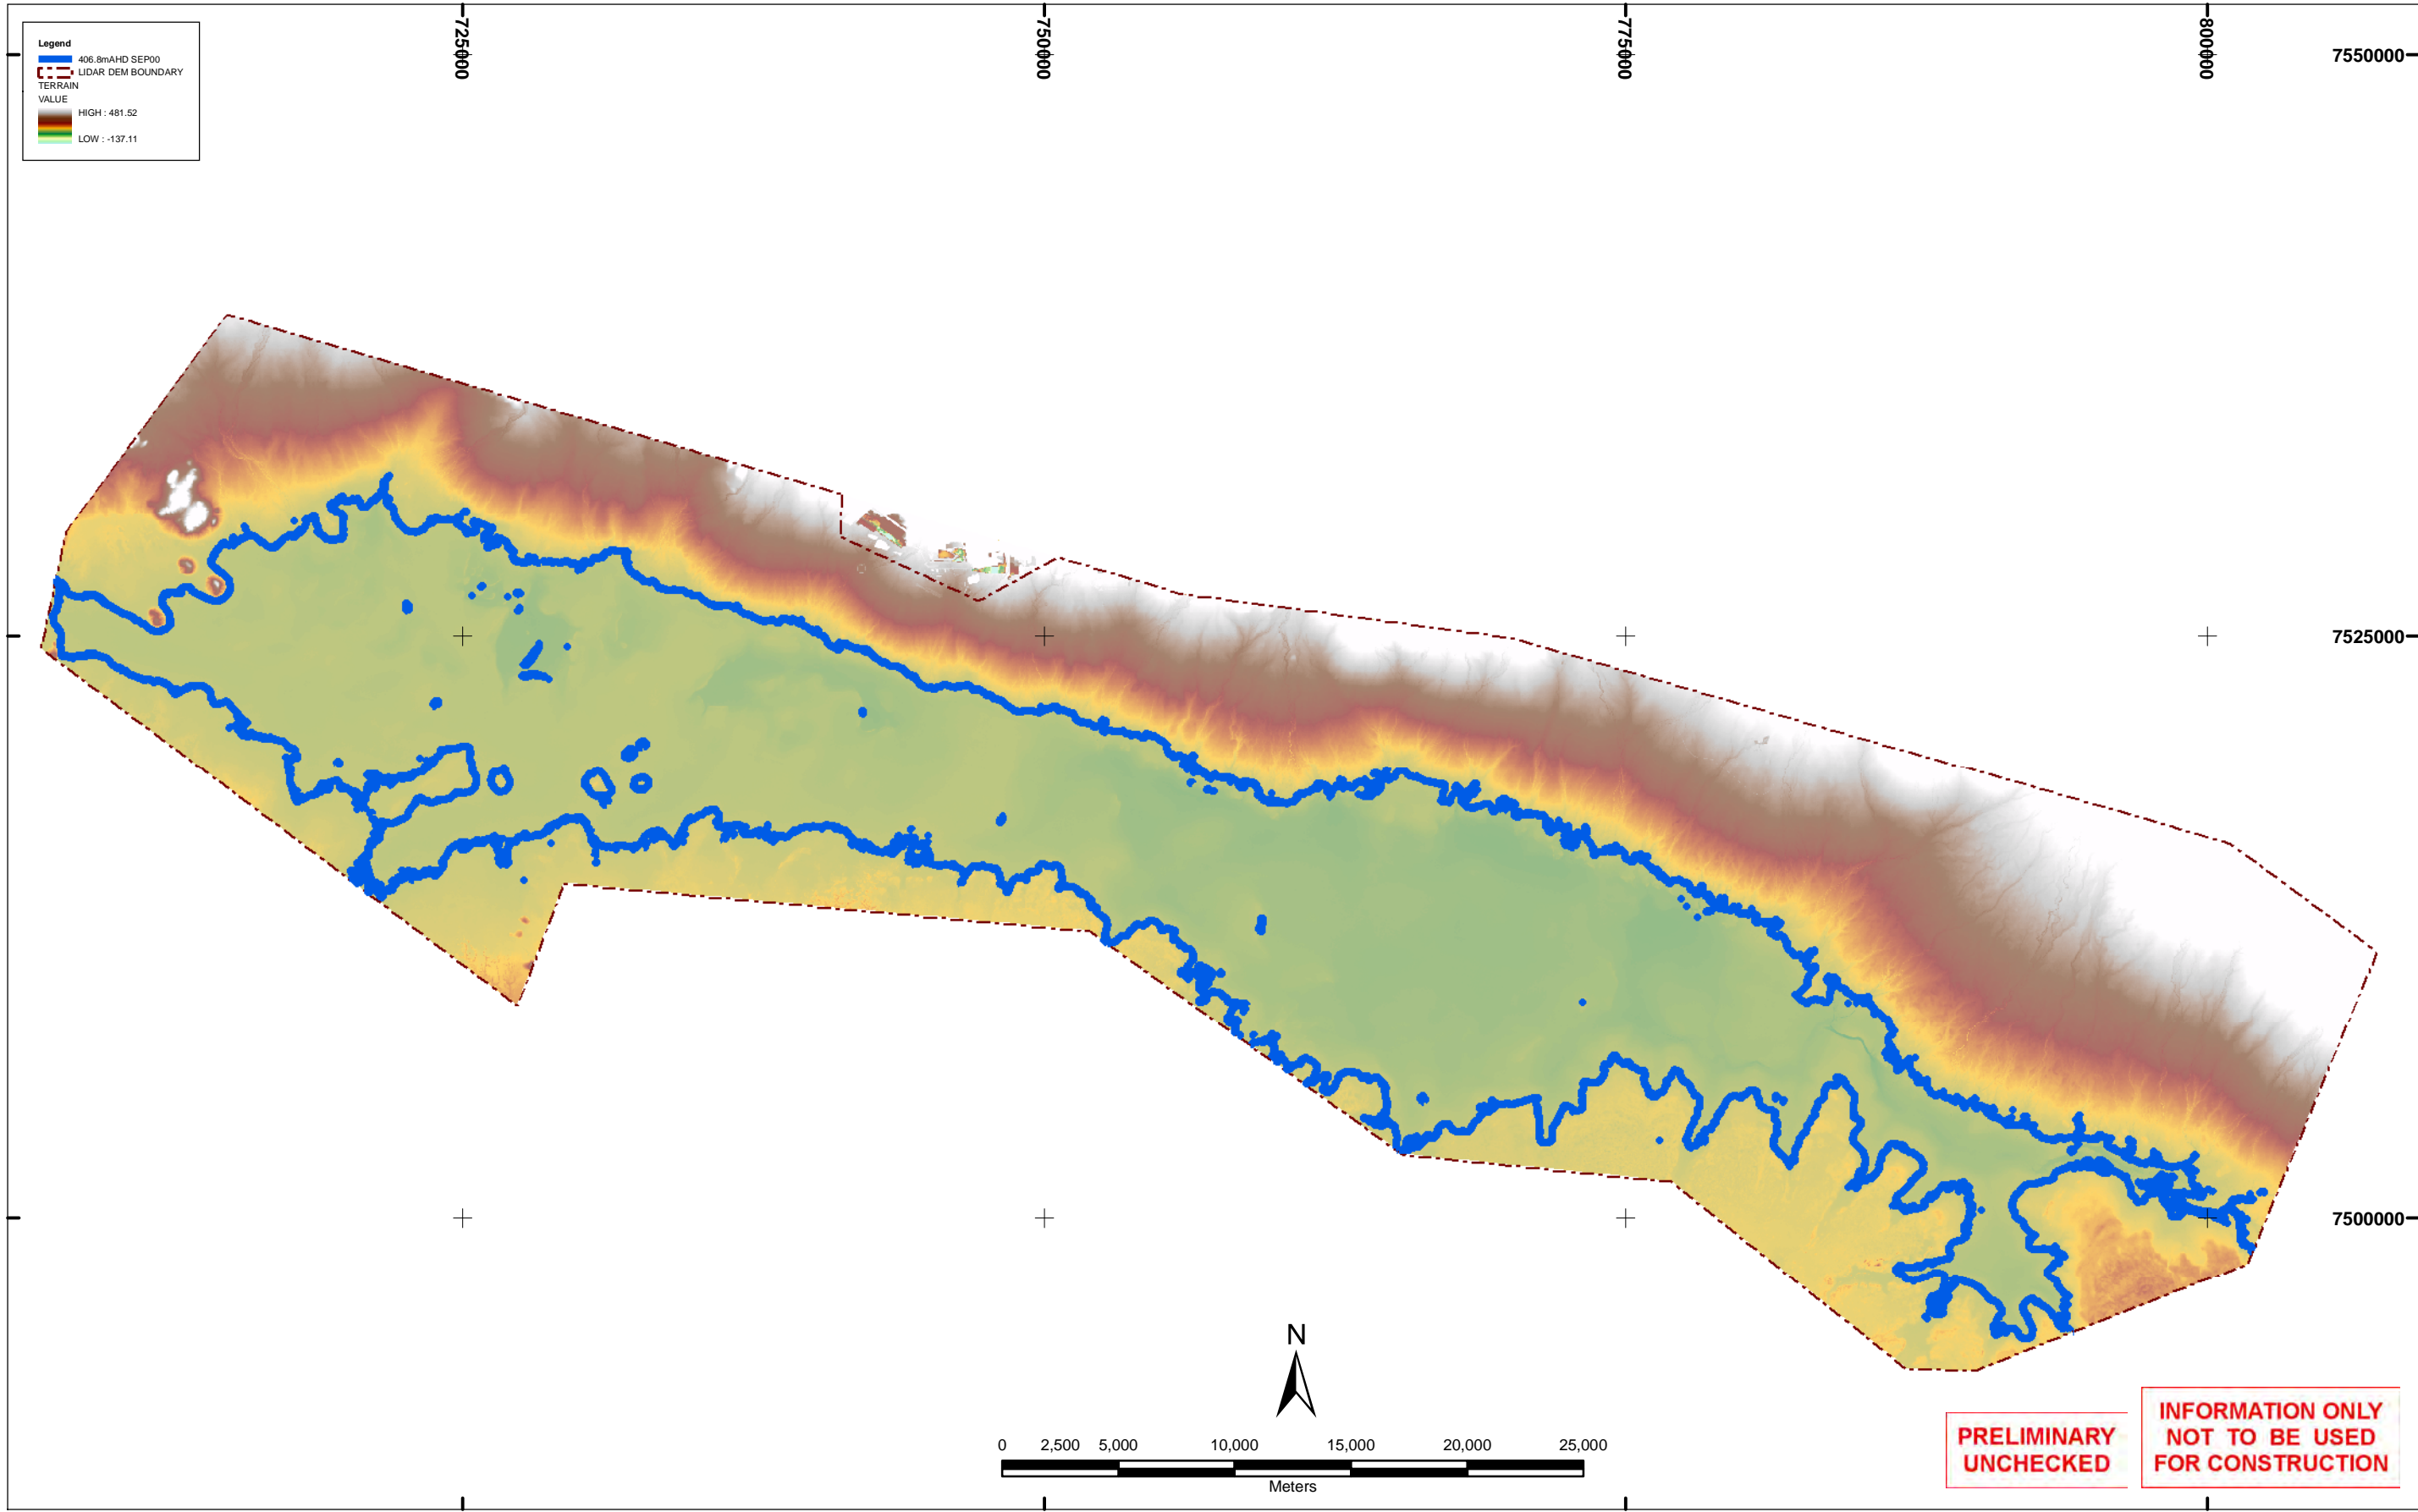 725000
750000
775000
800000
7550000
Legend
406.8mAHD SEP00
LIDAR DEM BOUNDARY
TERRAIN
VALUE
HIGH : 481.52
LOW : -137.11
7525000
7500000
N
0 2,500 5,000 10,000 15,000 20,000 25,000
Meters
PRELIMINARY
UNCHECKED
INFORMATION ONLY
NOT TO BE USED
FOR CONSTRUCTION